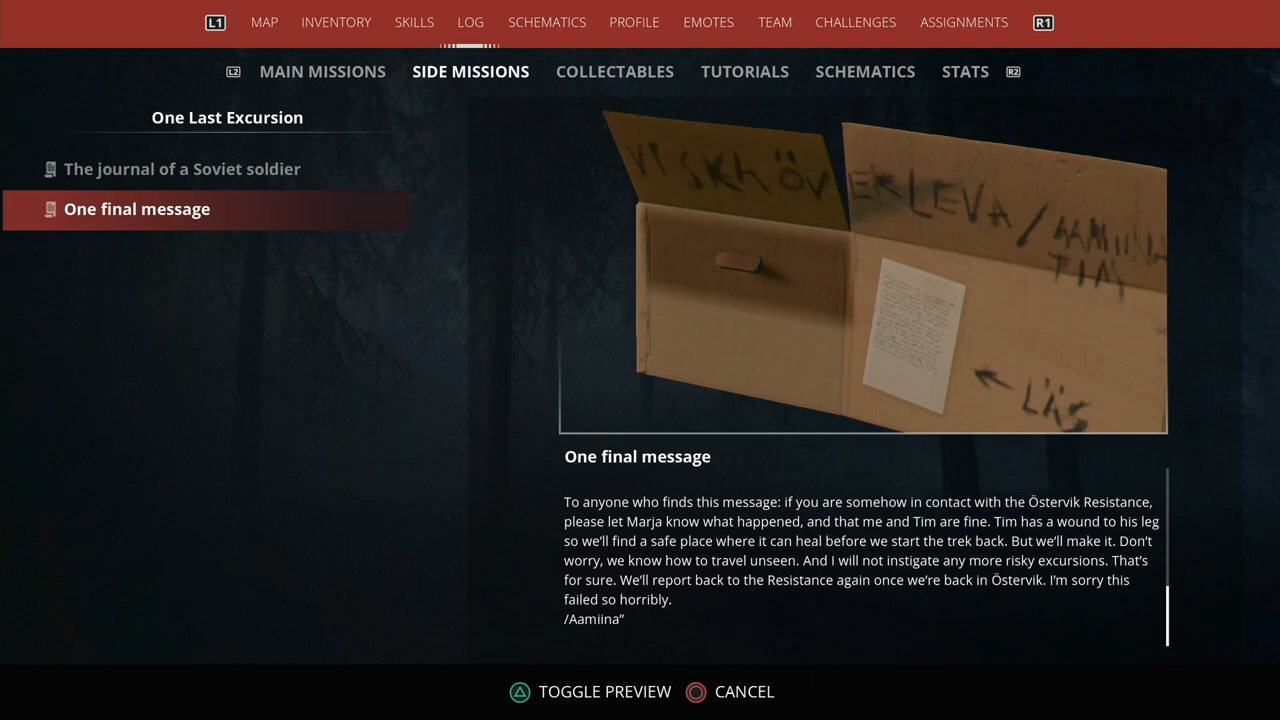 L1 MAP INVENTORY SKILLS LOG SCHEMATICS PROFILE EMOTES TEAM CHALLENGES ASSIGNMENTS R1
L2 MAIN MISSIONS SIDE MISSIONS COLLECTABLES TUTORIALS SCHEMATICS STATS R2
One Last Excursion
The journal of a Soviet soldier
One final message
VI SKA ÖVERLEVA / AAMIINA
TIM
LÄS
One final message
To anyone who finds this message: if you are somehow in contact with the Östervik Resistance,
please let Marja know what happened, and that me and Tim are fine. Tim has a wound to his leg
so we’ll find a safe place where it can heal before we start the trek back. But we’ll make it. Don’t
worry, we know how to travel unseen. And I will not instigate any more risky excursions. That’s
for sure. We’ll report back to the Resistance again once we’re back in Östervik. I’m sorry this
failed so horribly.
/Aamiina”
TOGGLE PREVIEW CANCEL